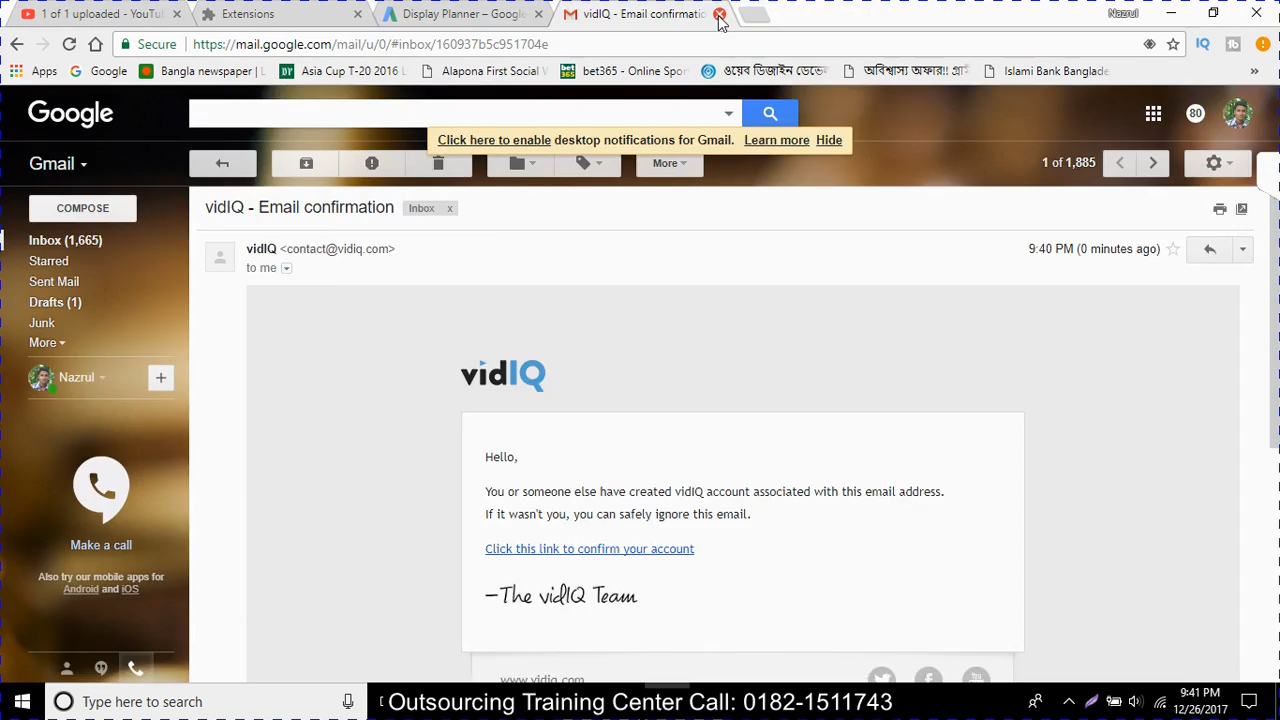 1 of 1 uploaded - YouTu
Extensions
Display Planner – Google
vidIQ - Email confirmatio
Nazrul
Secure
https://mail.google.com/mail/u/0/#inbox/160937b5c951704e
Apps
Google
Bangla newspaper |
Asia Cup T-20 2016 L
Alapona First Social
bet365 - Online Spo
ওয়েব ডিজাইন ডেভে
অবিশ্বাস্য অফার!! গ্রা
Islami Bank Banglade
»
Google
80
Click here to enable desktop notifications for Gmail. Learn more Hide
Gmail
More
1 of 1,885
COMPOSE
vidIQ - Email confirmation
Inbox x
Inbox (1,665)
Starred
Sent Mail
Drafts (1)
Junk
More
vidIQ <contact@vidiq.com>
9:40 PM (0 minutes ago)
to me
Nazrul
+
vidIQ
Hello,
You or someone else have created vidIQ account associated with this email address.
If it wasn't you, you can safely ignore this email.
Click this link to confirm your account
–The vidIQ Team
Make a call
Also try our mobile apps for
Android and iOS
www.vidiq.com
Type here to search
Outsourcing Training Center Call: 0182-1511743
9:41 PM
12/26/2017